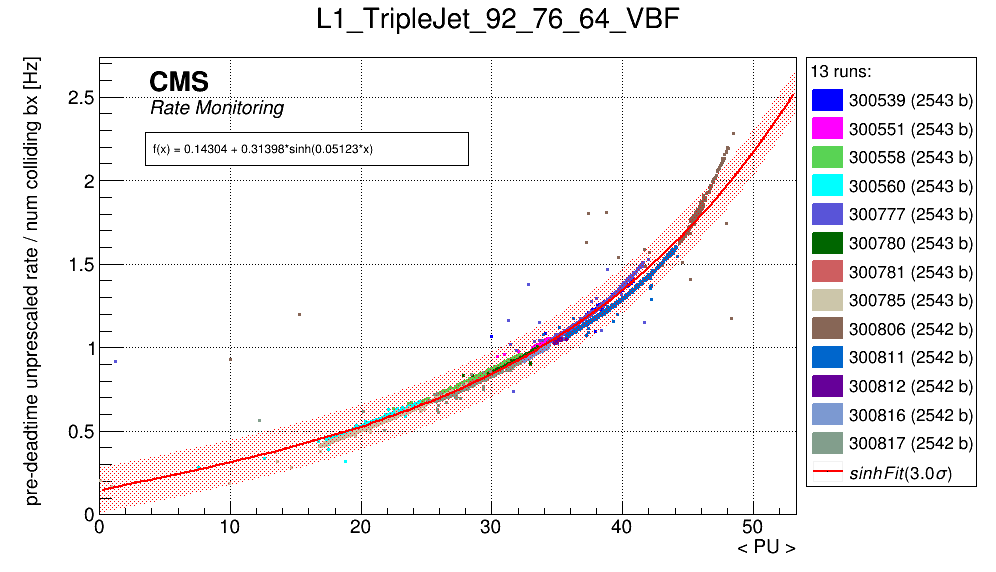 L1_TripleJet_92_76_64_VBF
pre-deadtime unprescaled rate / num colliding bx [Hz]
CMS
Rate Monitoring
f(x) = 0.14304 + 0.31398*sinh(0.05123*x)
2.5
2
1.5
1
0.5
0
0 10 20 30 40 50
< PU >
13 runs:
300539 (2543 b)
300551 (2543 b)
300558 (2543 b)
300560 (2543 b)
300777 (2543 b)
300780 (2543 b)
300781 (2543 b)
300785 (2543 b)
300806 (2542 b)
300811 (2542 b)
300812 (2542 b)
300816 (2542 b)
300817 (2542 b)
sinhFit(3.0σ)